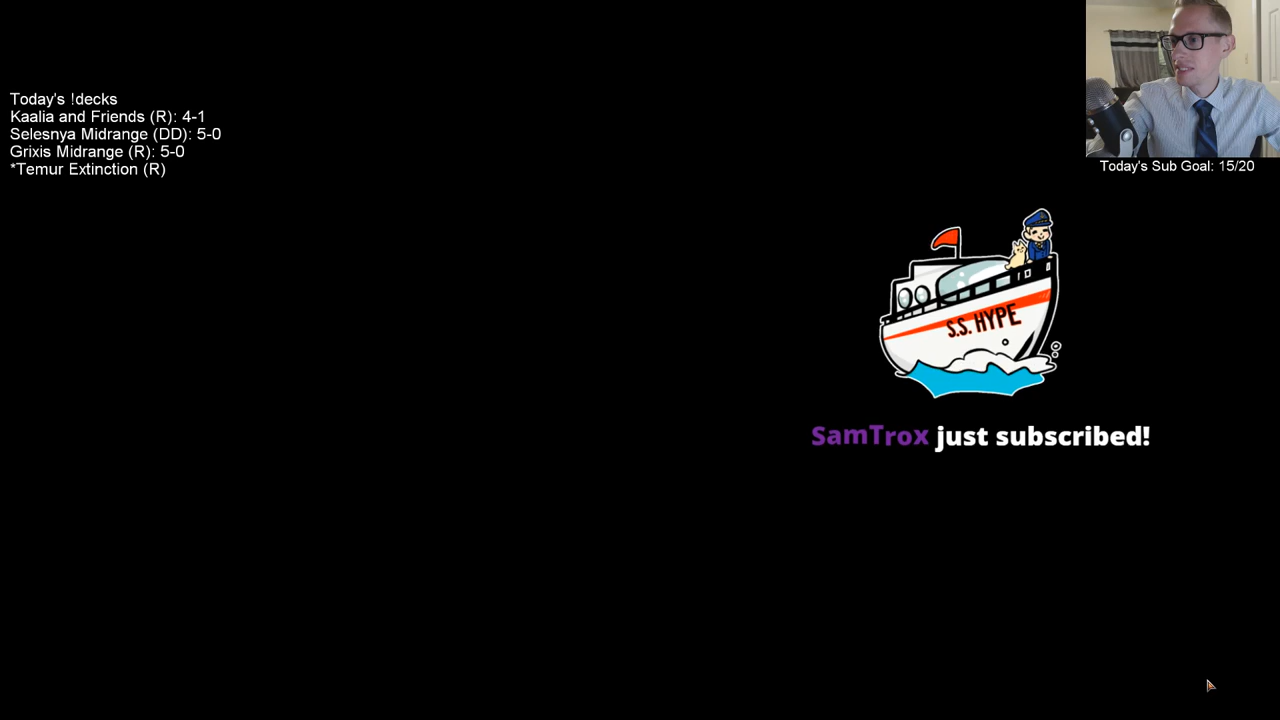 Today's !decks
Kaalia and Friends (R): 4-1
Selesnya Midrange (DD): 5-0
Grixis Midrange (R): 5-0
*Temur Extinction (R)
Today's Sub Goal: 15/20
S.S. HYPE
SamTrox just subscribed!